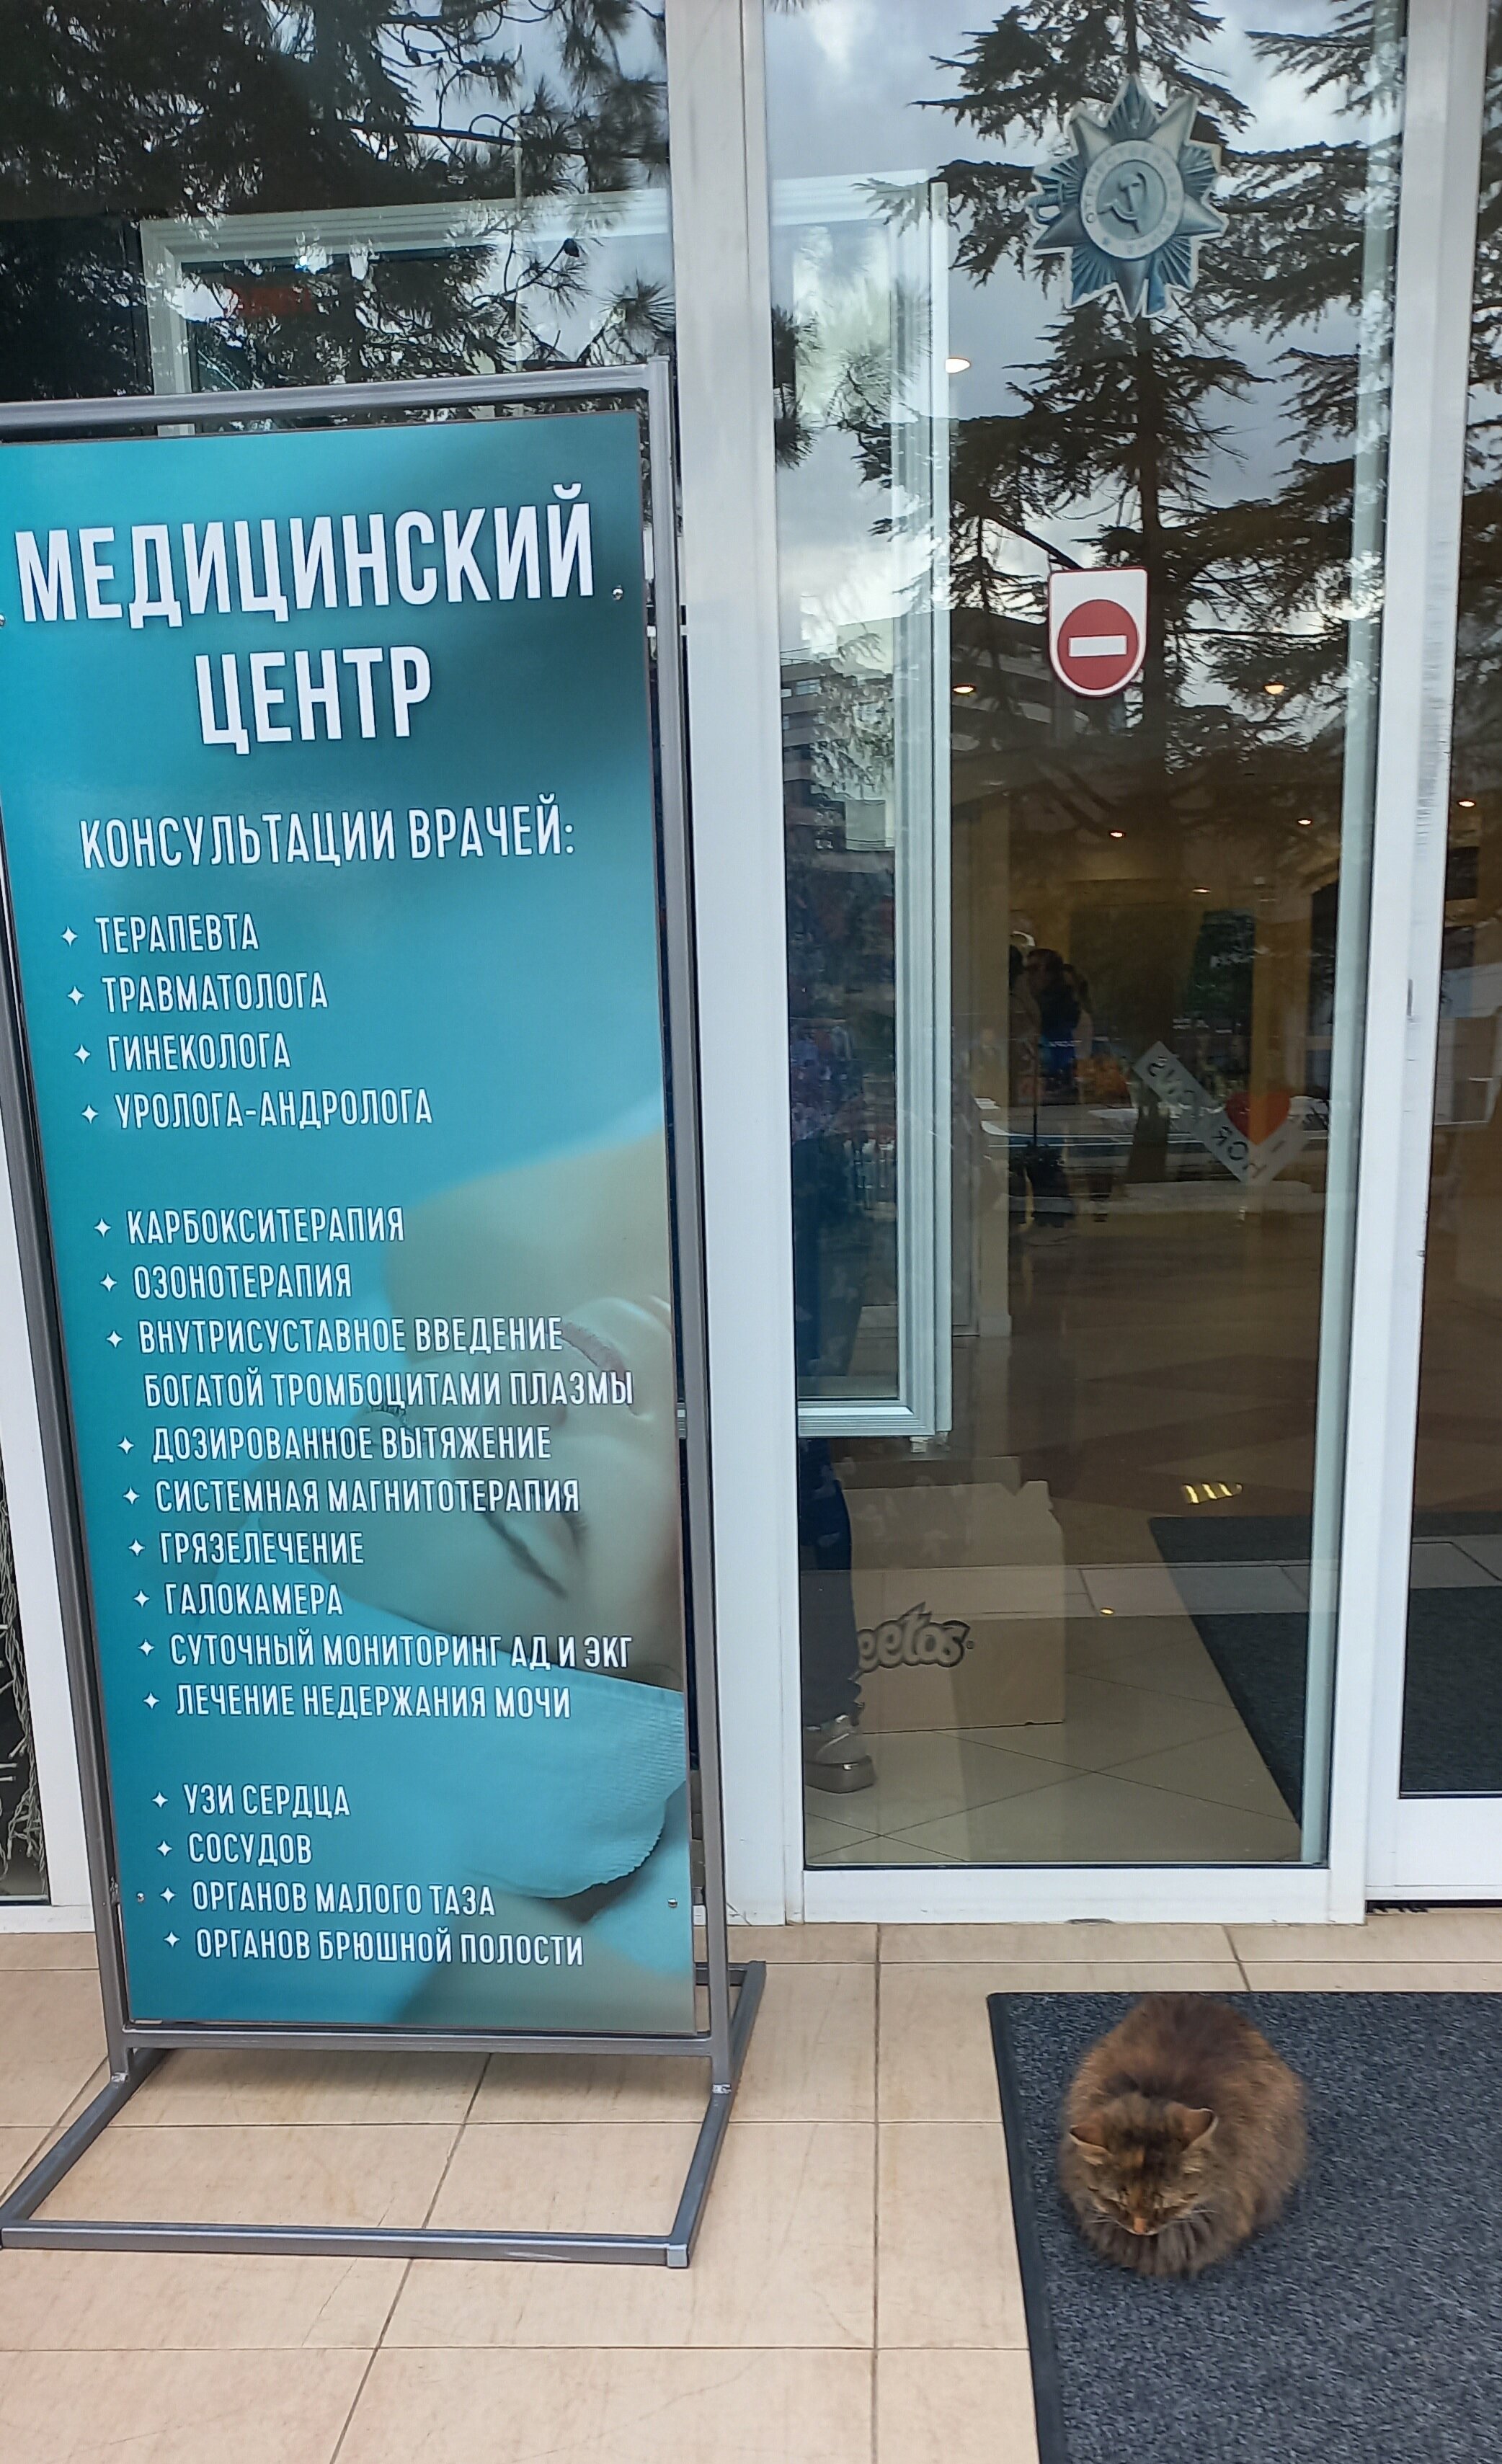 МЕДИЦИНСКИЙ
ЦЕНТР
КОНСУЛЬТАЦИИ ВРАЧЕЙ:
ТЕРАПЕВТА
ТРАВМАТОЛОГА
ГИНЕКОЛОГА
УРОЛОГА-АНДРОЛОГА
КАРБОКСИТЕРАПИЯ
ОЗОНОТЕРАПИЯ
ВНУТРИСУСТАВНОЕ ВВЕДЕНИЕ
БОГАТОЙ ТРОМБОЦИТАМИ ПЛАЗМЫ
ДОЗИРОВАННОЕ ВЫТЯЖЕНИЕ
СИСТЕМНАЯ МАГНИТОТЕРАПИЯ
ГРЯЗЕЛЕЧЕНИЕ
ГАЛОКАМЕРА
СУТОЧНЫЙ МОНИТОРИНГ АД И ЭКГ
ЛЕЧЕНИЕ НЕДЕРЖАНИЯ МОЧИ
УЗИ СЕРДЦА
СОСУДОВ
ОРГАНОВ МАЛОГО ТАЗА
ОРГАНОВ БРЮШНОЙ ПОЛОСТИ
eetos